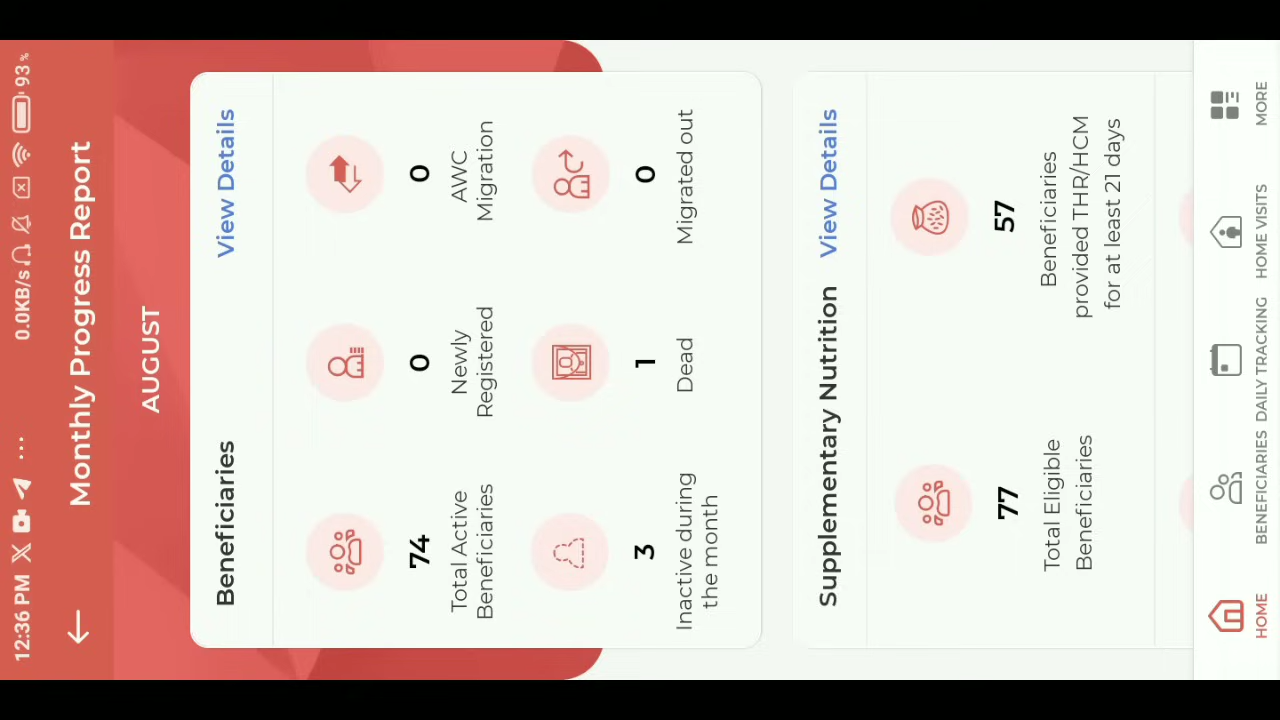 12:36 PM X ... 0.0KB/s 93%
Monthly Progress Report
AUGUST
Beneficiaries View Details
74 0 0
Total Active Newly AWC
Beneficiaries Registered Migration
3 1 0
Inactive during Dead Migrated out
the month
Supplementary Nutrition View Details
77 57
Total Eligible Beneficiaries
Beneficiaries provided THR/HCM
for at least 21 days
HOME BENEFICIARIES DAILY TRACKING HOME VISITS MORE